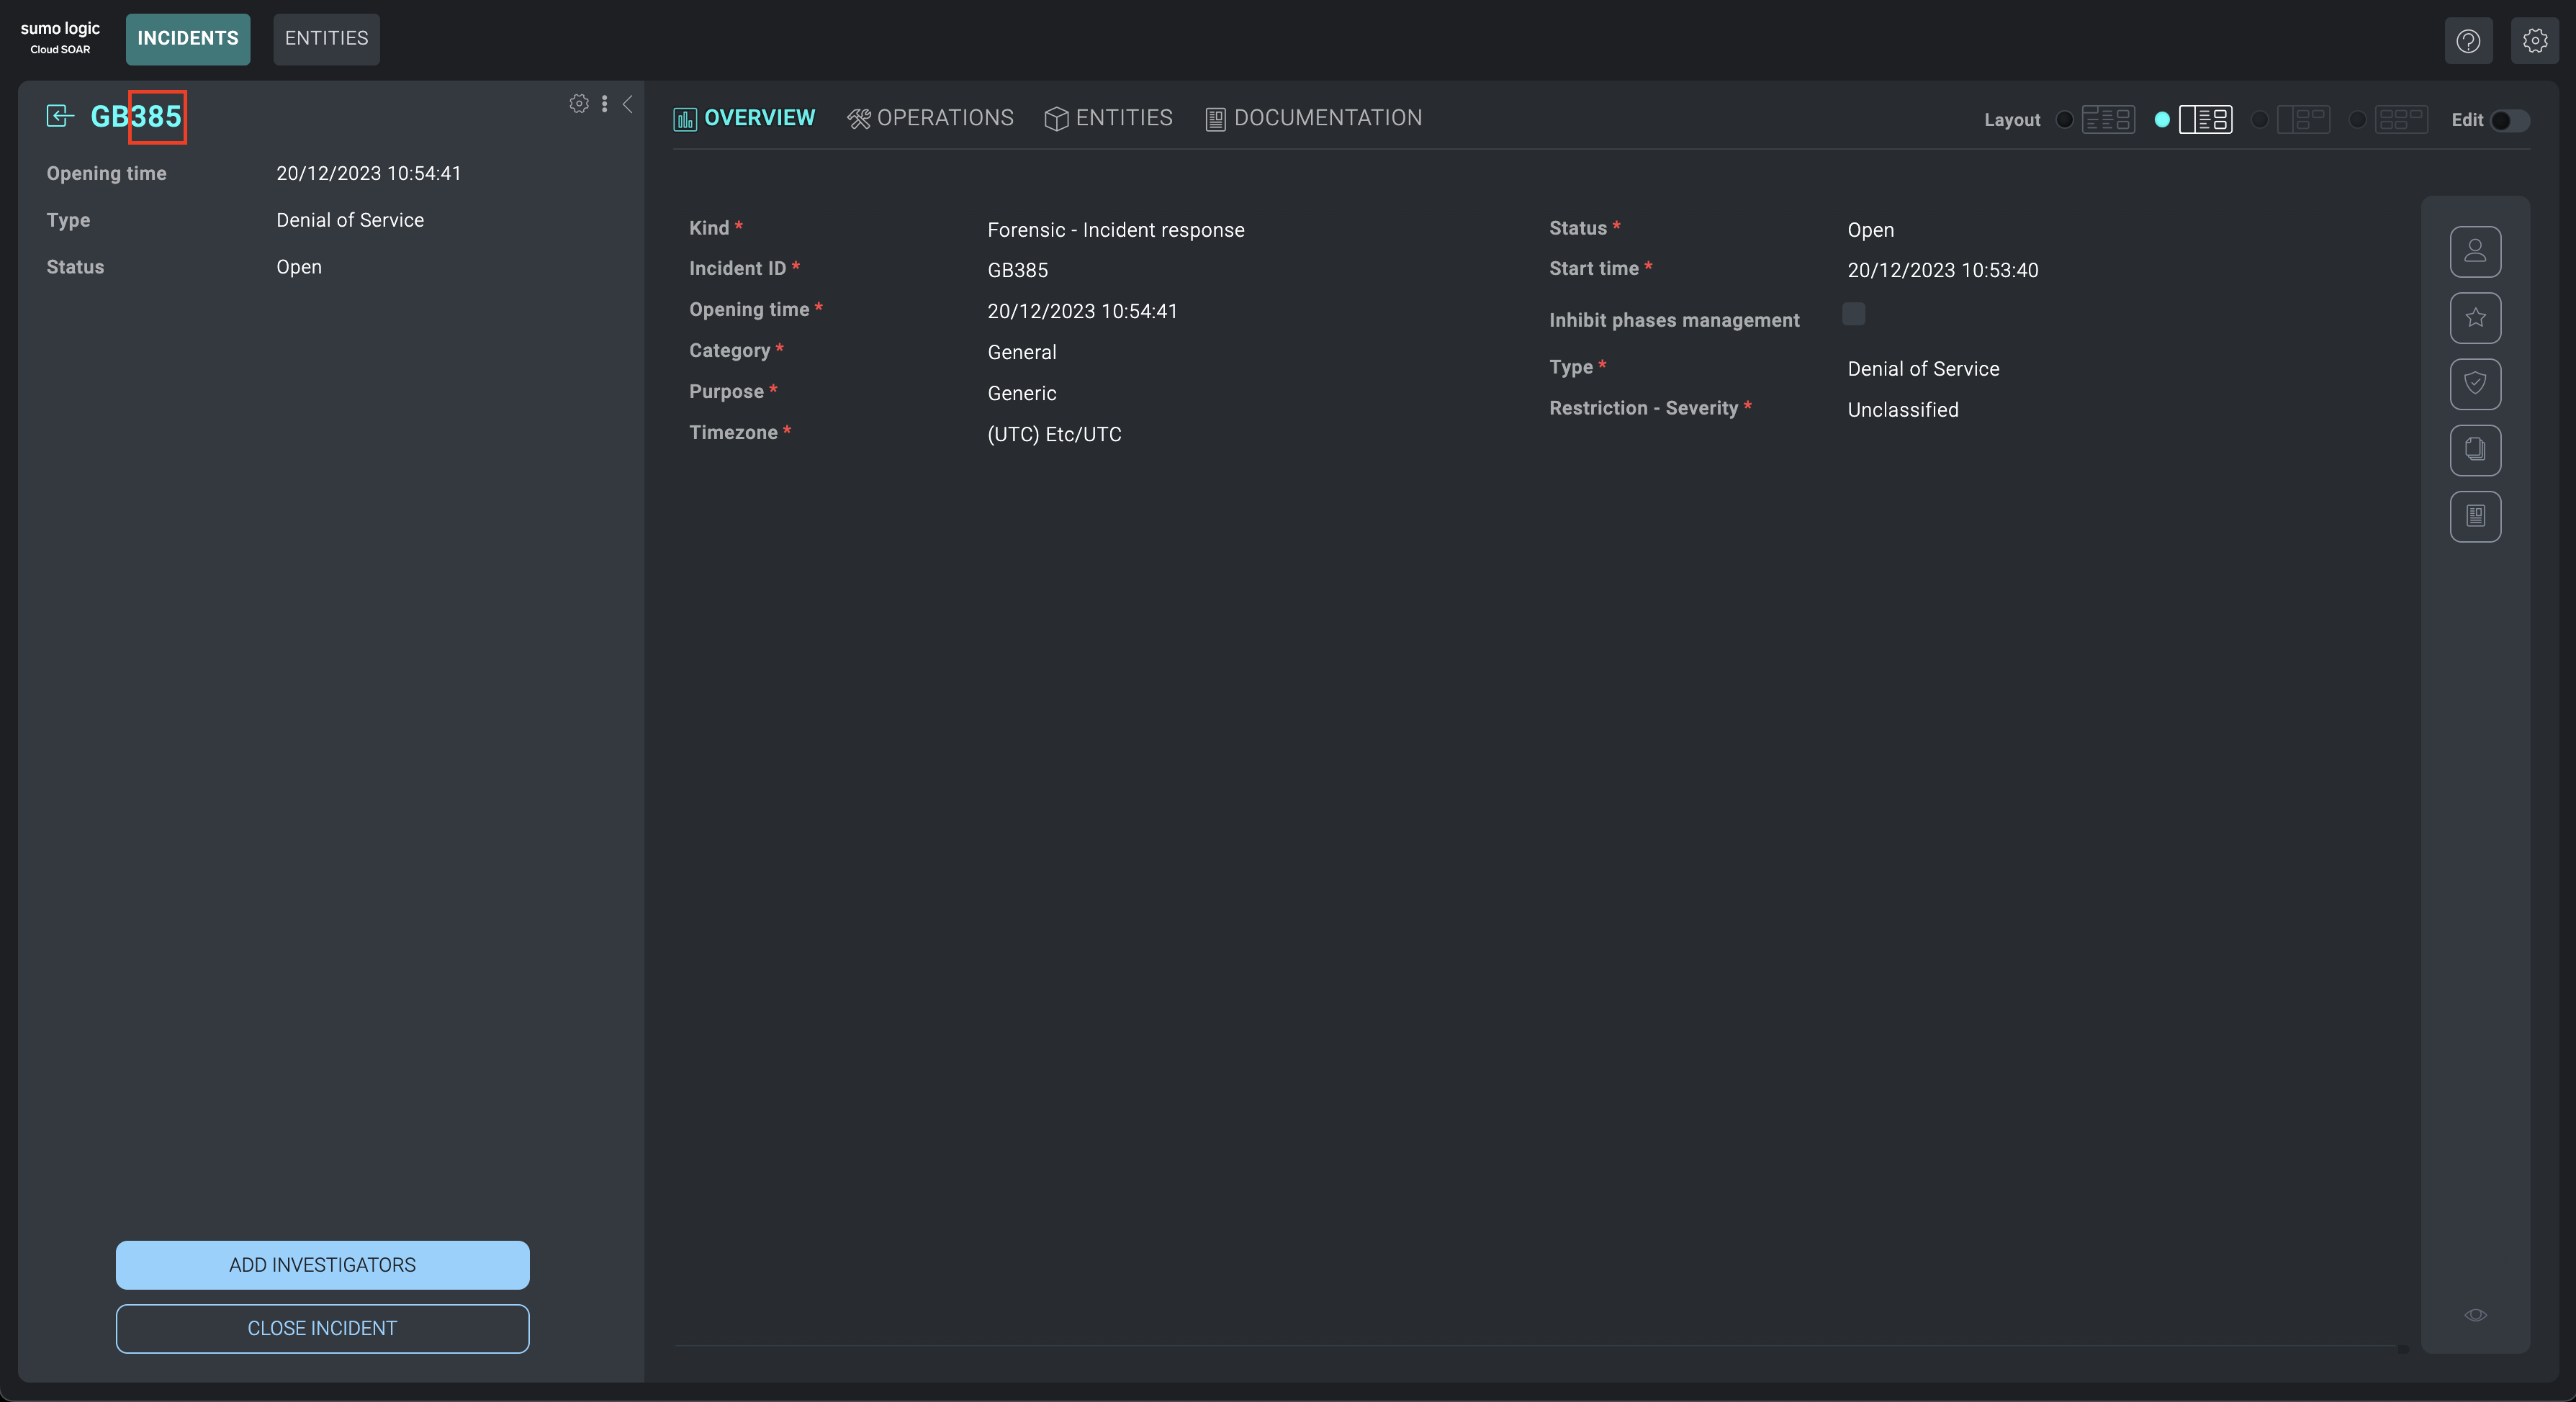 sumo logic
Cloud SOAR
INCIDENTS
ENTITIES
GB385
Opening time 20/12/2023 10:54:41
Type Denial of Service
Status Open
ADD INVESTIGATORS
CLOSE INCIDENT
OVERVIEW
OPERATIONS
ENTITIES
DOCUMENTATION
Layout
Edit
Kind * Forensic - Incident response
Incident ID * GB385
Opening time * 20/12/2023 10:54:41
Category * General
Purpose * Generic
Timezone * (UTC) Etc/UTC
Status * Open
Start time * 20/12/2023 10:53:40
Inhibit phases management
Type * Denial of Service
Restriction - Severity * Unclassified